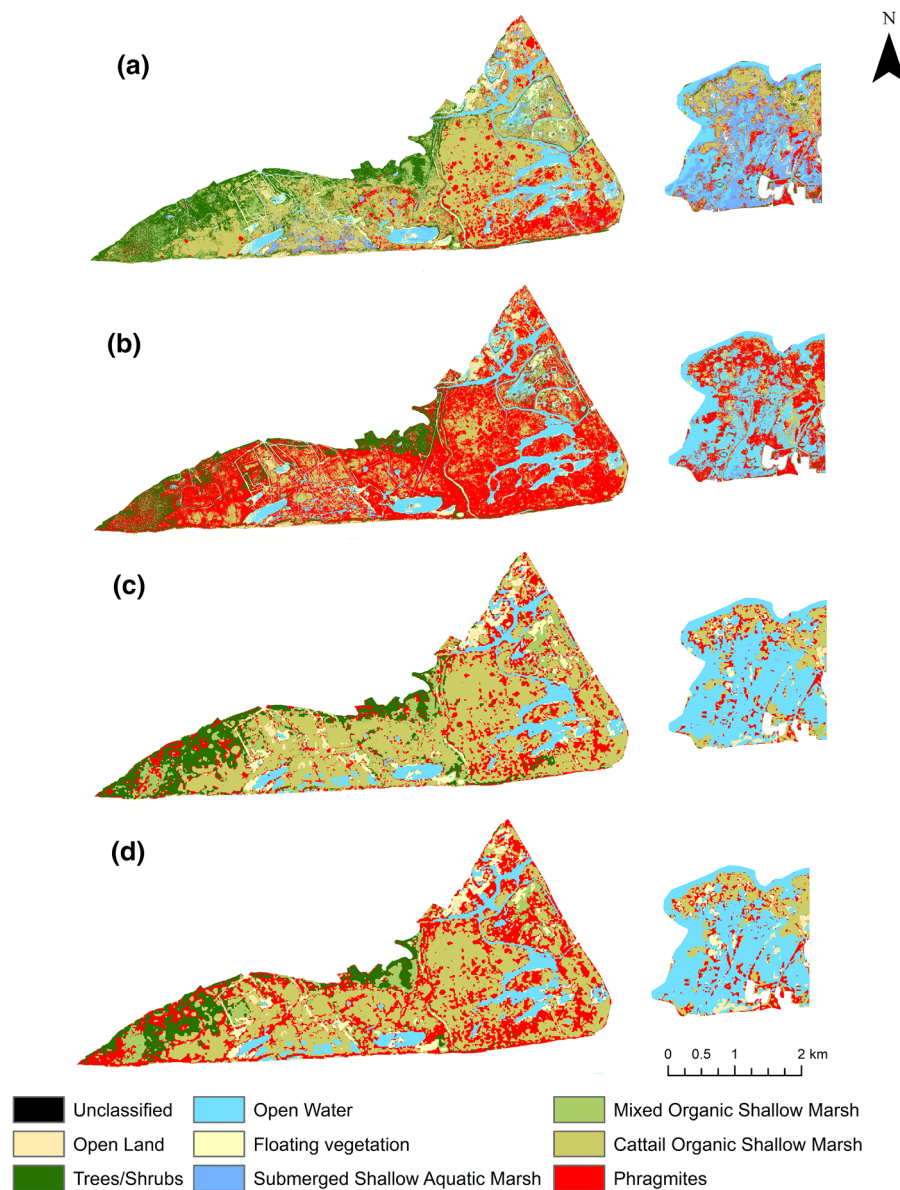 N
(a)
(b)
(c)
(d)
0 0.5 1 2 km
Unclassified
Open Water
Mixed Organic Shallow Marsh
Open Land
Floating vegetation
Cattail Organic Shallow Marsh
Trees/Shrubs
Submerged Shallow Aquatic Marsh
Phragmites